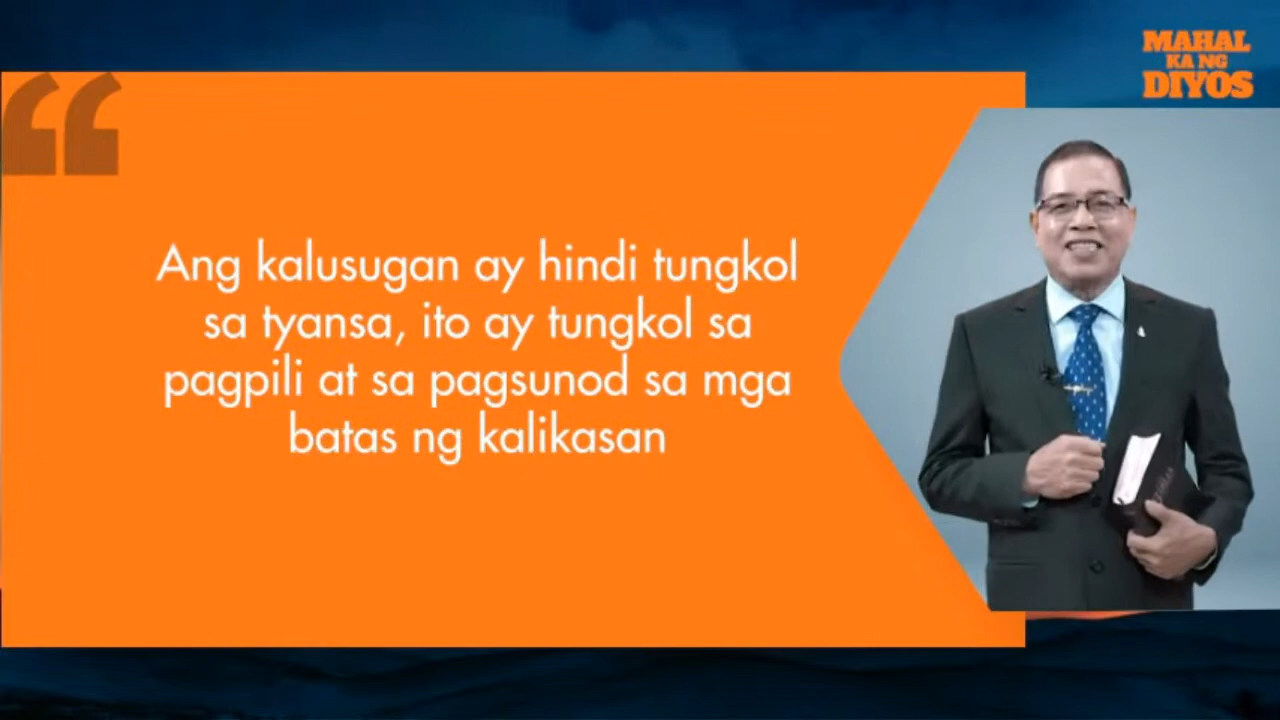 MAHAL
KA NG
DIYOS
“
Ang kalusugan ay hindi tungkol
sa tyansa, ito ay tungkol sa
pagpili at sa pagsunod sa mga
batas ng kalikasan